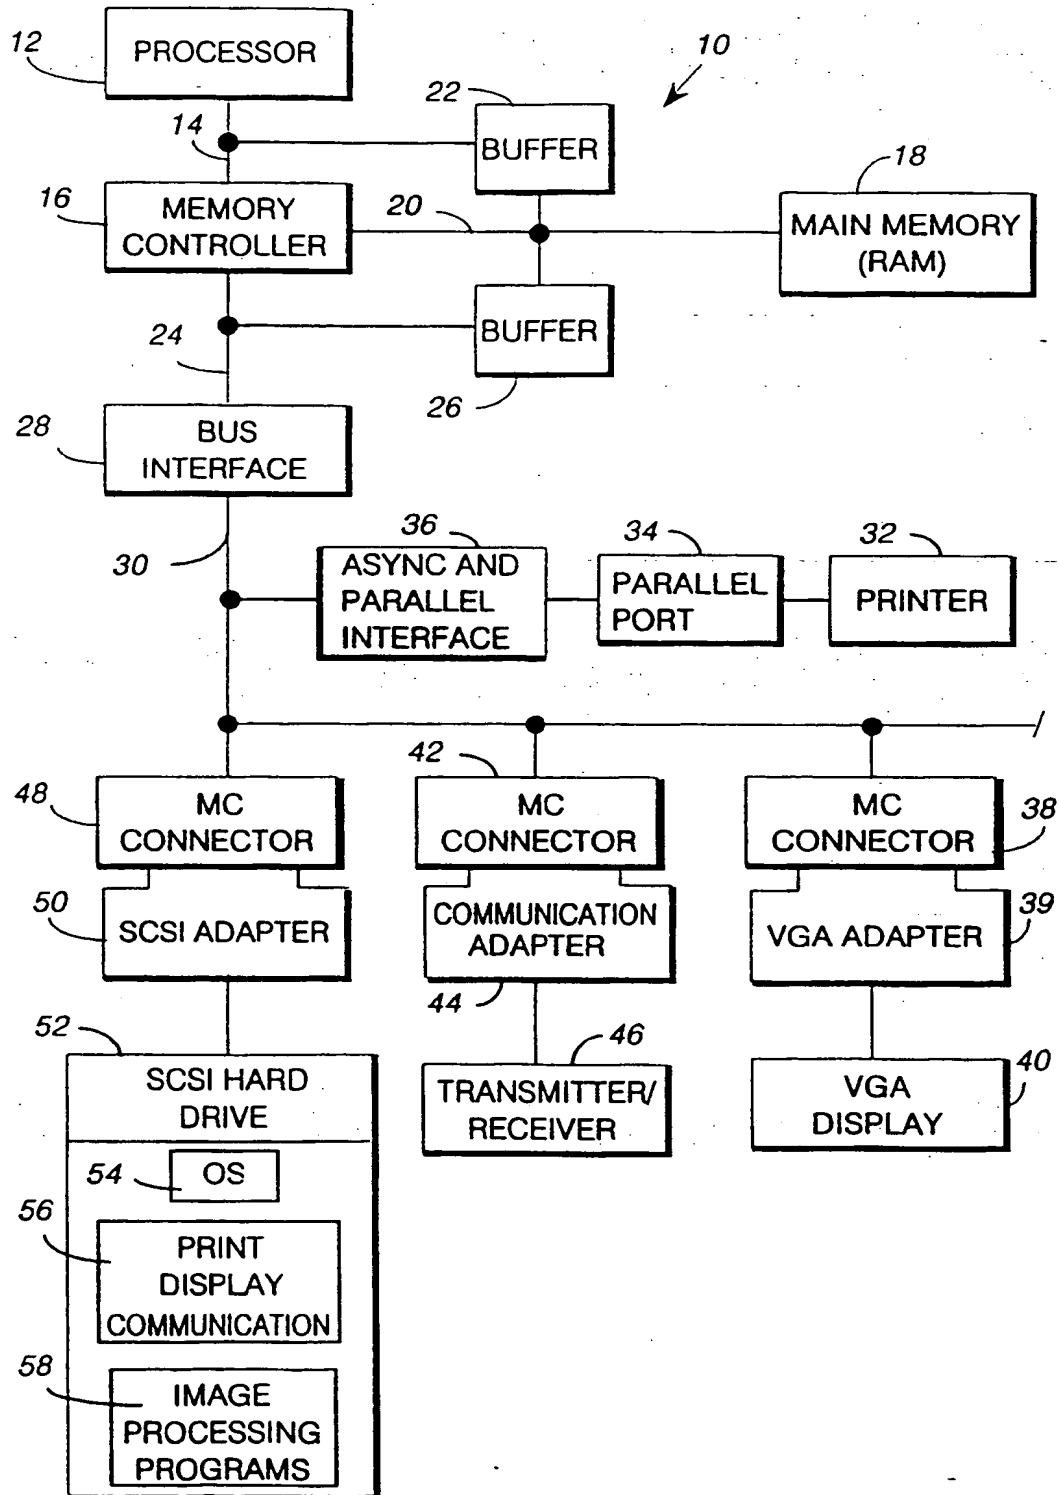 12
PROCESSOR
10
14
22
BUFFER
18
16
MEMORY
CONTROLLER
20
MAIN MEMORY
(RAM)
24
BUFFER
26
28
BUS
INTERFACE
30
36
ASYNC AND
PARALLEL
INTERFACE
34
PARALLEL
PORT
32
PRINTER
48
MC
CONNECTOR
42
MC
CONNECTOR
MC
CONNECTOR
38
50
SCSI ADAPTER
COMMUNICATION
ADAPTER
44
VGA ADAPTER
39
52
SCSI HARD
DRIVE
46
TRANSMITTER/
RECEIVER
VGA
DISPLAY
40
54
OS
56
PRINT
DISPLAY
COMMUNICATION
58
IMAGE
PROCESSING
PROGRAMS